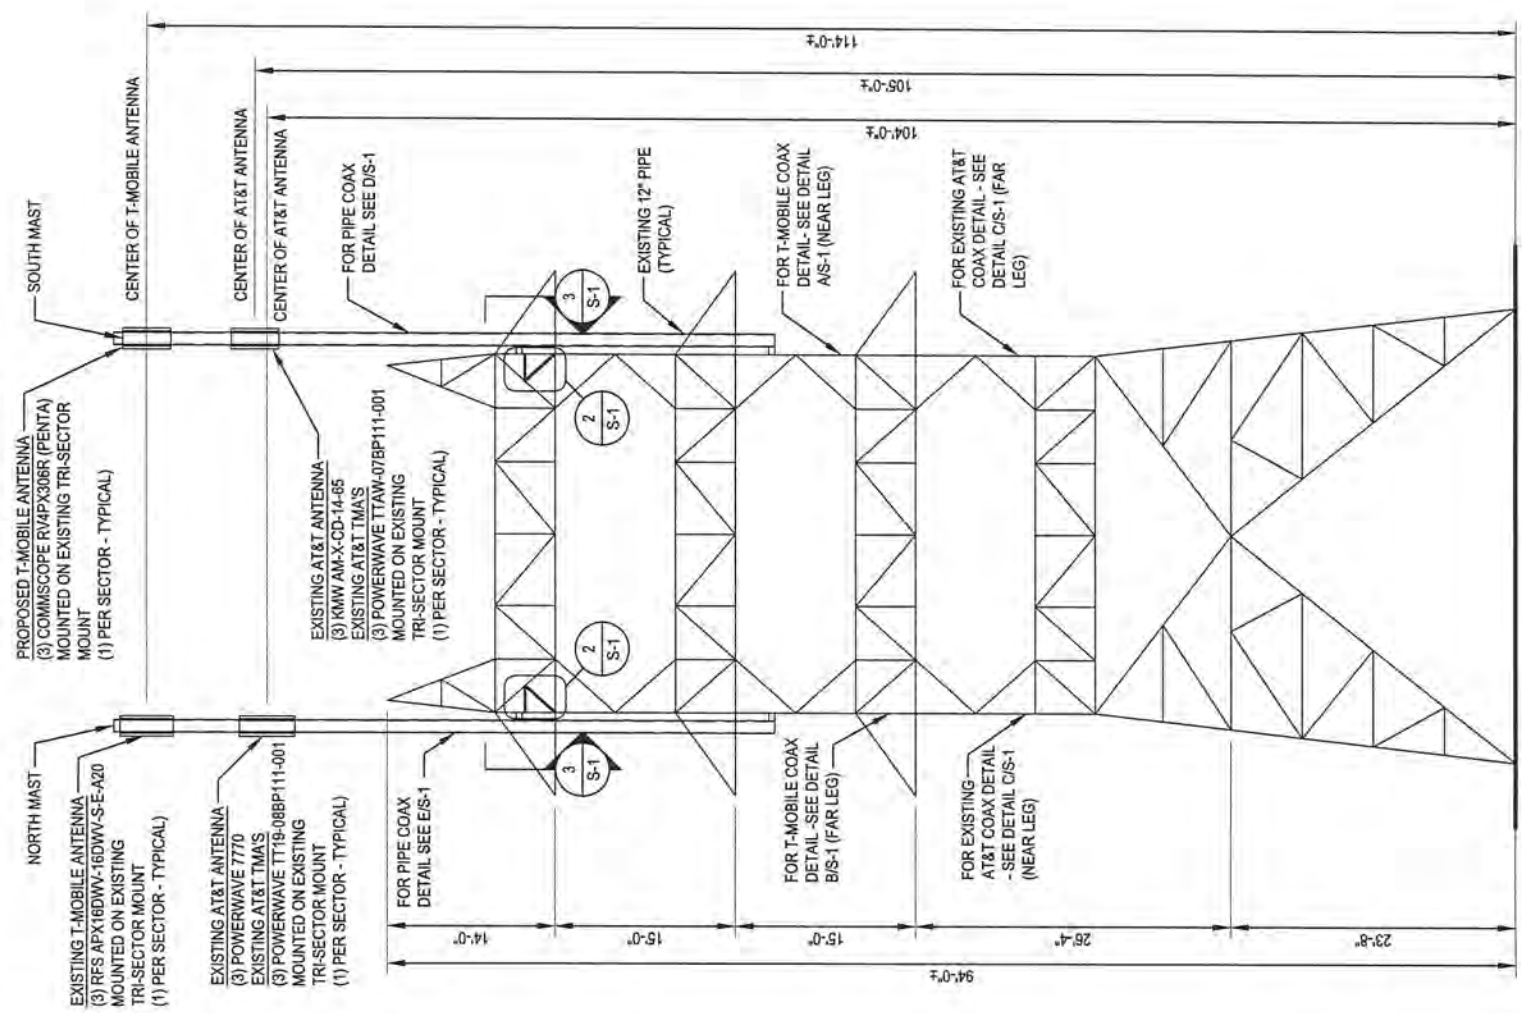 NORTH MAST
EXISTING T-MOBILE ANTENNA
(3) RFS APX16DWV-16DWV-S-E-A20
MOUNTED ON EXISTING
TRI-SECTOR MOUNT
(1) PER SECTOR - TYPICAL)
EXISTING AT&T ANTENNA
(3) POWERWAVE 7770
EXISTING AT&T TMA'S
(3) POWERWAVE TT19-08BP111-001
MOUNTED ON EXISTING
TRI-SECTOR MOUNT
(1) PER SECTOR - TYPICAL)
FOR PIPE COAX
DETAIL SEE E/S-1
PROPOSED T-MOBILE ANTENNA
(3) COMMSCOPE RV4PX306R (PENTA)
MOUNTED ON EXISTING TRI-SECTOR
MOUNT
(1) PER SECTOR - TYPICAL)
SOUTH MAST
EXISTING AT&T ANTENNA
(3) KMW AM-X-CD-14-65
EXISTING AT&T TMA'S
(3) POWERWAVE TTAW-07BP111-001
MOUNTED ON EXISTING
TRI-SECTOR MOUNT
(1) PER SECTOR - TYPICAL)
CENTER OF T-MOBILE ANTENNA
CENTER OF AT&T ANTENNA
CENTER OF AT&T ANTENNA
FOR PIPE COAX
DETAIL SEE D/S-1
3
S-1
2
S-1
2
S-1
3
S-1
EXISTING 12" PIPE
(TYPICAL)
FOR T-MOBILE COAX
DETAIL- SEE DETAIL
A/S-1 (NEAR LEG)
FOR EXISTING AT&T
COAX DETAIL - SEE
DETAIL C/S-1 (FAR
LEG)
FOR T-MOBILE COAX
DETAIL -SEE DETAIL
B/S-1 (FAR LEG)
FOR EXISTING
AT&T COAX DETAIL
- SEE DETAIL C/S-1
(NEAR LEG)
14'-0"
15'-0"
15'-0"
26'-4"
23'-8"
94'-0"±
104'-0"±
105'-0"±
114'-0"±